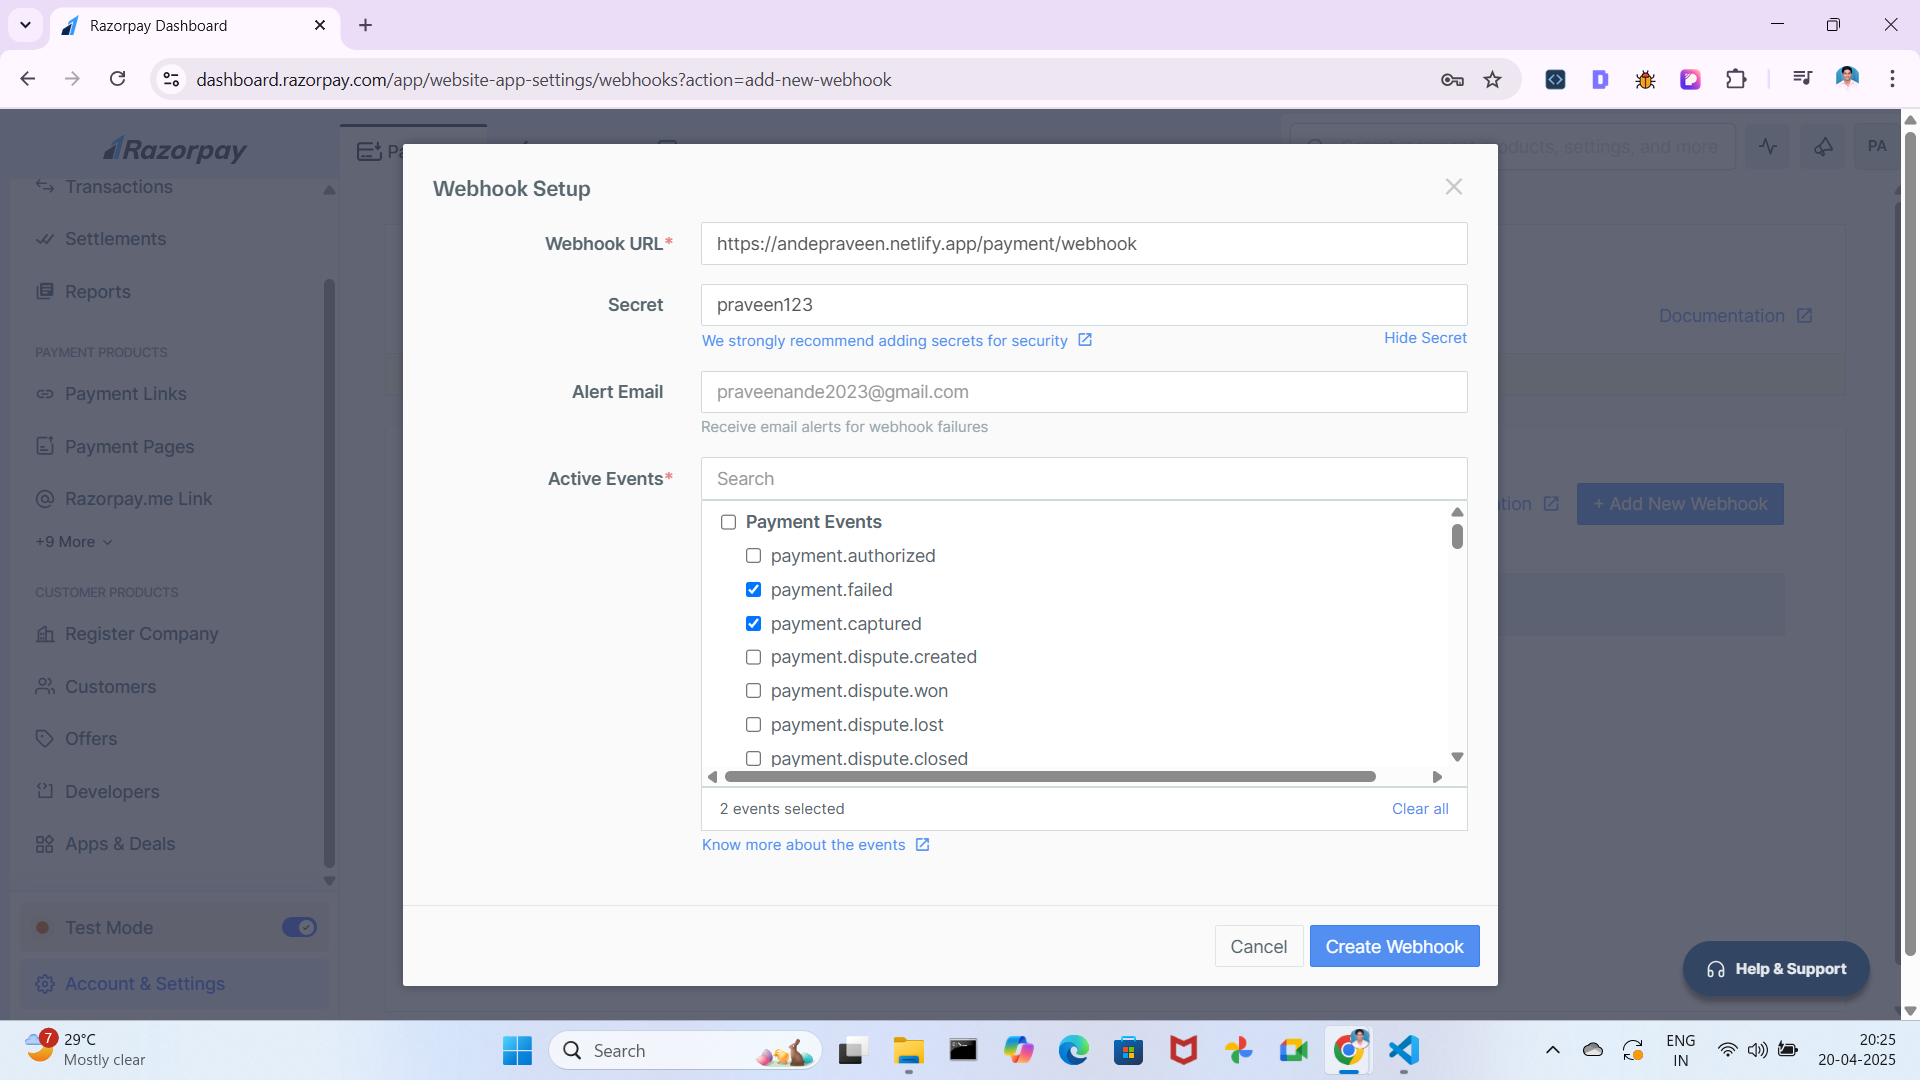 Razorpay Dashboard
dashboard.razorpay.com/app/website-app-settings/webhooks?action=add-new-webhook
Razorpay
oducts, settings, and more
PA
Transactions
Settlements
Reports
PAYMENT PRODUCTS
Payment Links
Payment Pages
Razorpay.me Link
+9 More
CUSTOMER PRODUCTS
Register Company
Customers
Offers
Developers
Apps & Deals
Test Mode
Account & Settings
Documentation
+ Add New Webhook
Webhook Setup
Webhook URL*
https://andepraveen.netlify.app/payment/webhook
Secret
praveen123
We strongly recommend adding secrets for security
Hide Secret
Alert Email
praveenande2023@gmail.com
Receive email alerts for webhook failures
Active Events*
Search
Payment Events
payment.authorized
payment.failed
payment.captured
payment.dispute.created
payment.dispute.won
payment.dispute.lost
payment.dispute.closed
2 events selected
Clear all
Know more about the events
Cancel
Create Webhook
Help & Support
7
29°C
Mostly clear
Search
ENG
IN
20:25
20-04-2025